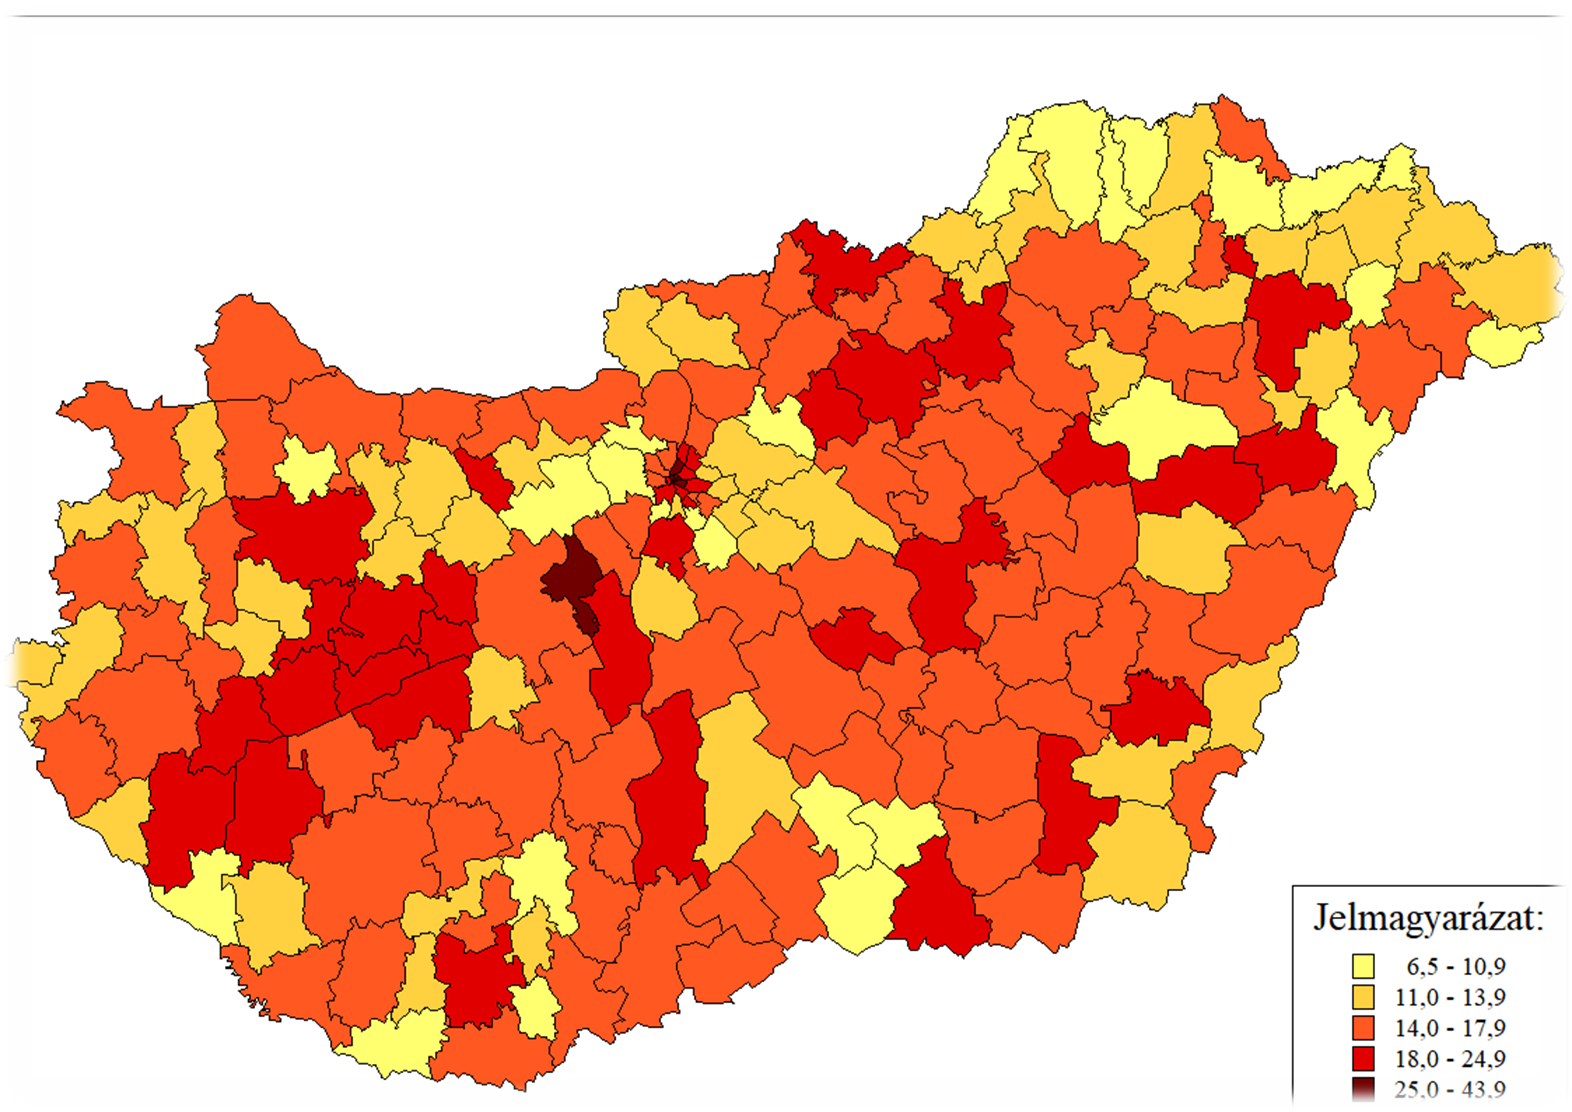 Jelmagyarázat:
6,5 - 10,9
11,0 - 13,9
14,0 - 17,9
18,0 - 24,9
25,0 - 43,9